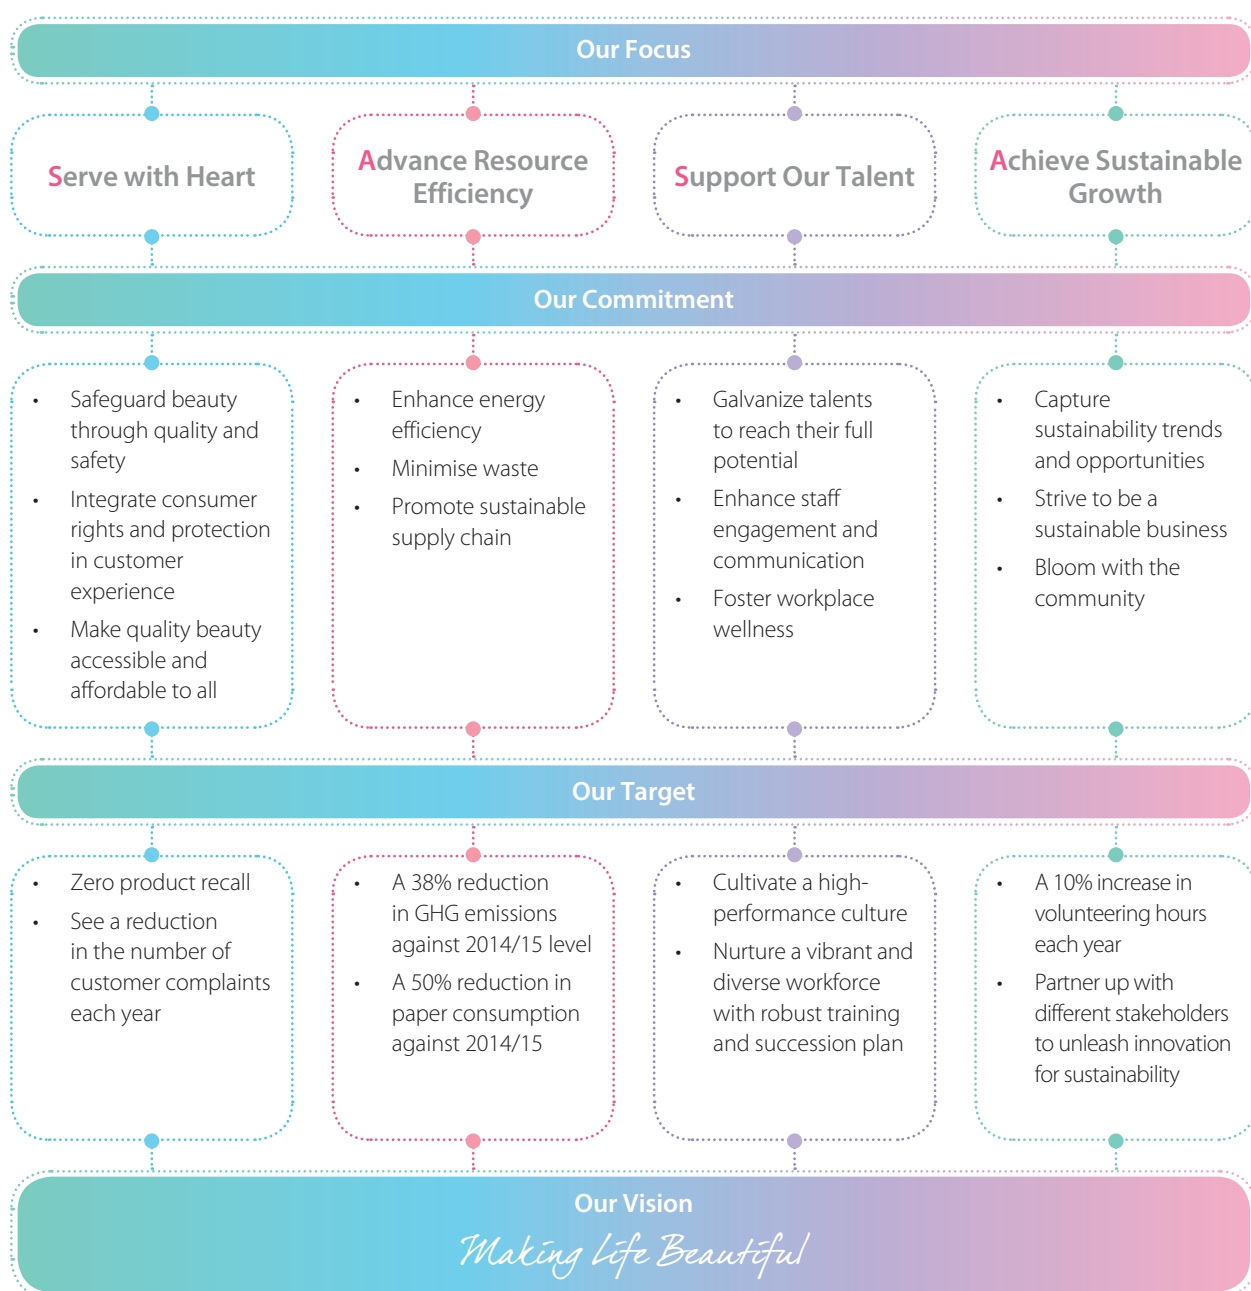 Our Focus
Serve with Heart
Advance Resource
Efficiency
Support Our Talent
Achieve Sustainable
Growth
Our Commitment
• Safeguard beauty
through quality and
safety
• Integrate consumer
rights and protection
in customer
experience
• Make quality beauty
accessible and
affordable to all
• Enhance energy
efficiency
• Minimise waste
• Promote sustainable
supply chain
• Galvanize talents
to reach their full
potential
• Enhance staff
engagement and
communication
• Foster workplace
wellness
• Capture
sustainability trends
and opportunities
• Strive to be a
sustainable business
• Bloom with the
community
Our Target
• Zero product recall
• See a reduction
in the number of
customer complaints
each year
• A 38% reduction
in GHG emissions
against 2014/15 level
• A 50% reduction in
paper consumption
against 2014/15
• Cultivate a high-
performance culture
• Nurture a vibrant and
diverse workforce
with robust training
and succession plan
• A 10% increase in
volunteering hours
each year
• Partner up with
different stakeholders
to unleash innovation
for sustainability
Our Vision
Making Life Beautiful